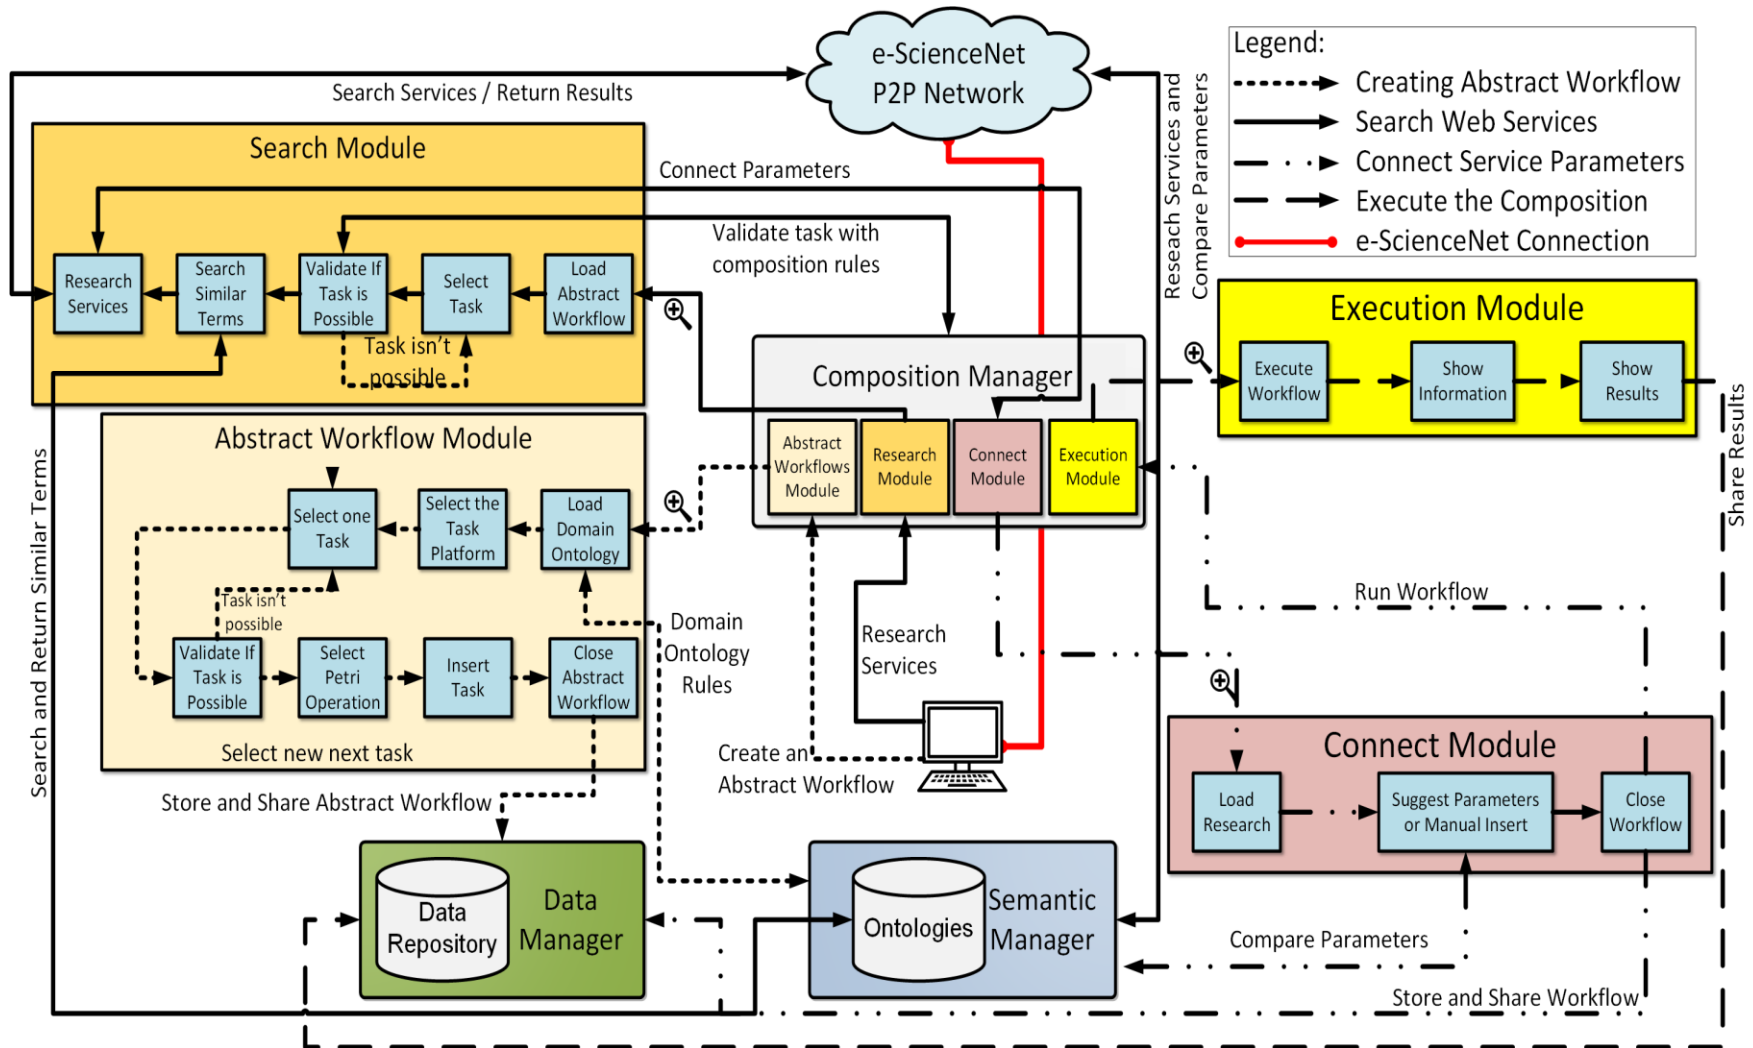 e-ScienceNet
P2P Network
Legend:
Creating Abstract Workflow
Search Web Services
Connect Service Parameters
Execute the Composition
e-ScienceNet Connection
Search Services / Return Results
Reseach Services and
Compare Parameters
Search Module
Connect Parameters
Validate task with
composition rules
Research
Services
Search
Similar
Terms
Validate If
Task is
Possible
Select
Task
Load
Abstract
Workflow
Task isn't
possible
Execution Module
Execute
Workflow
Show
Information
Show
Results
Share Results
Composition Manager
Abstract
Workflows
Module
Research
Module
Connect
Module
Execution
Module
Search and Return Similar Terms
Abstract Workflow Module
Select one
Task
Select the
Task
Platform
Load
Domain
Ontology
Task isn't
possible
Validate If
Task is
Possible
Select
Petri
Operation
Insert
Task
Close
Abstract
Workflow
Select new next task
Domain
Ontology
Rules
Research
Services
Create an
Abstract Workflow
Run Workflow
Connect Module
Load
Research
Suggest Parameters
or Manual Insert
Close
Workflow
Store and Share Abstract Workflow
Data
Repository
Data
Manager
Ontologies
Semantic
Manager
Compare Parameters
Store and Share Workflow